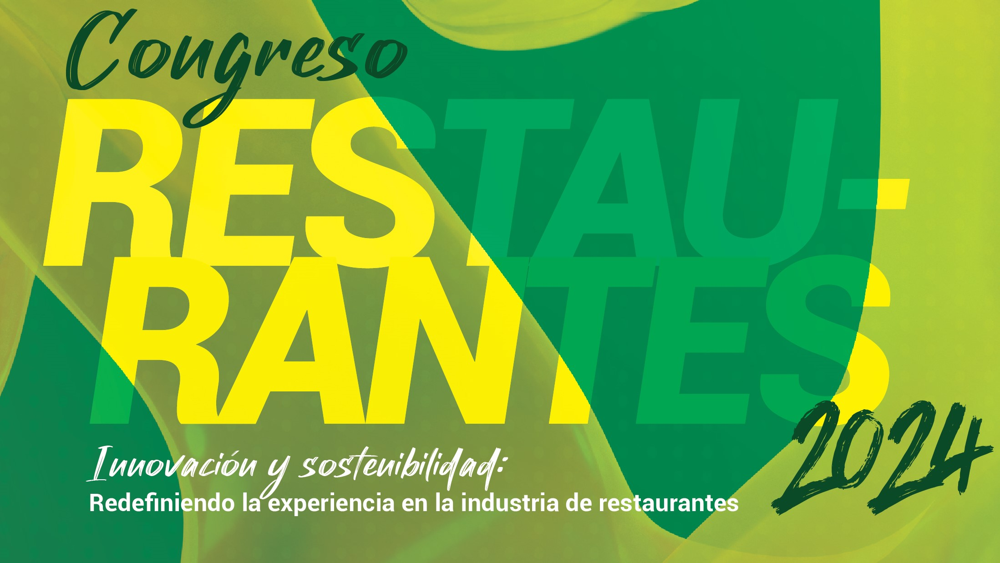 Congreso
RESTAU-
RANTES
2024
Innovación y sostenibilidad:
Redefiniendo la experiencia en la industria de restaurantes